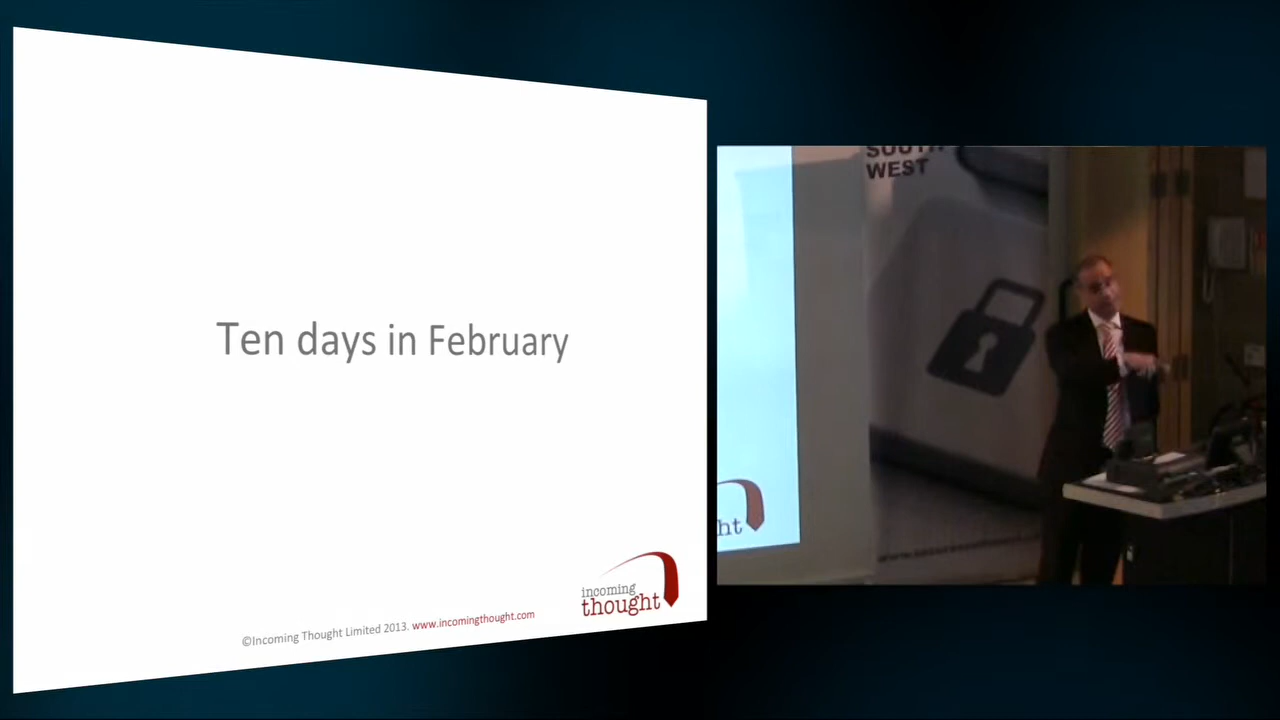 Ten days in February
incoming
thought
©Incoming Thought Limited 2013. www.incomingthought.com
SOUTH
WEST
ht